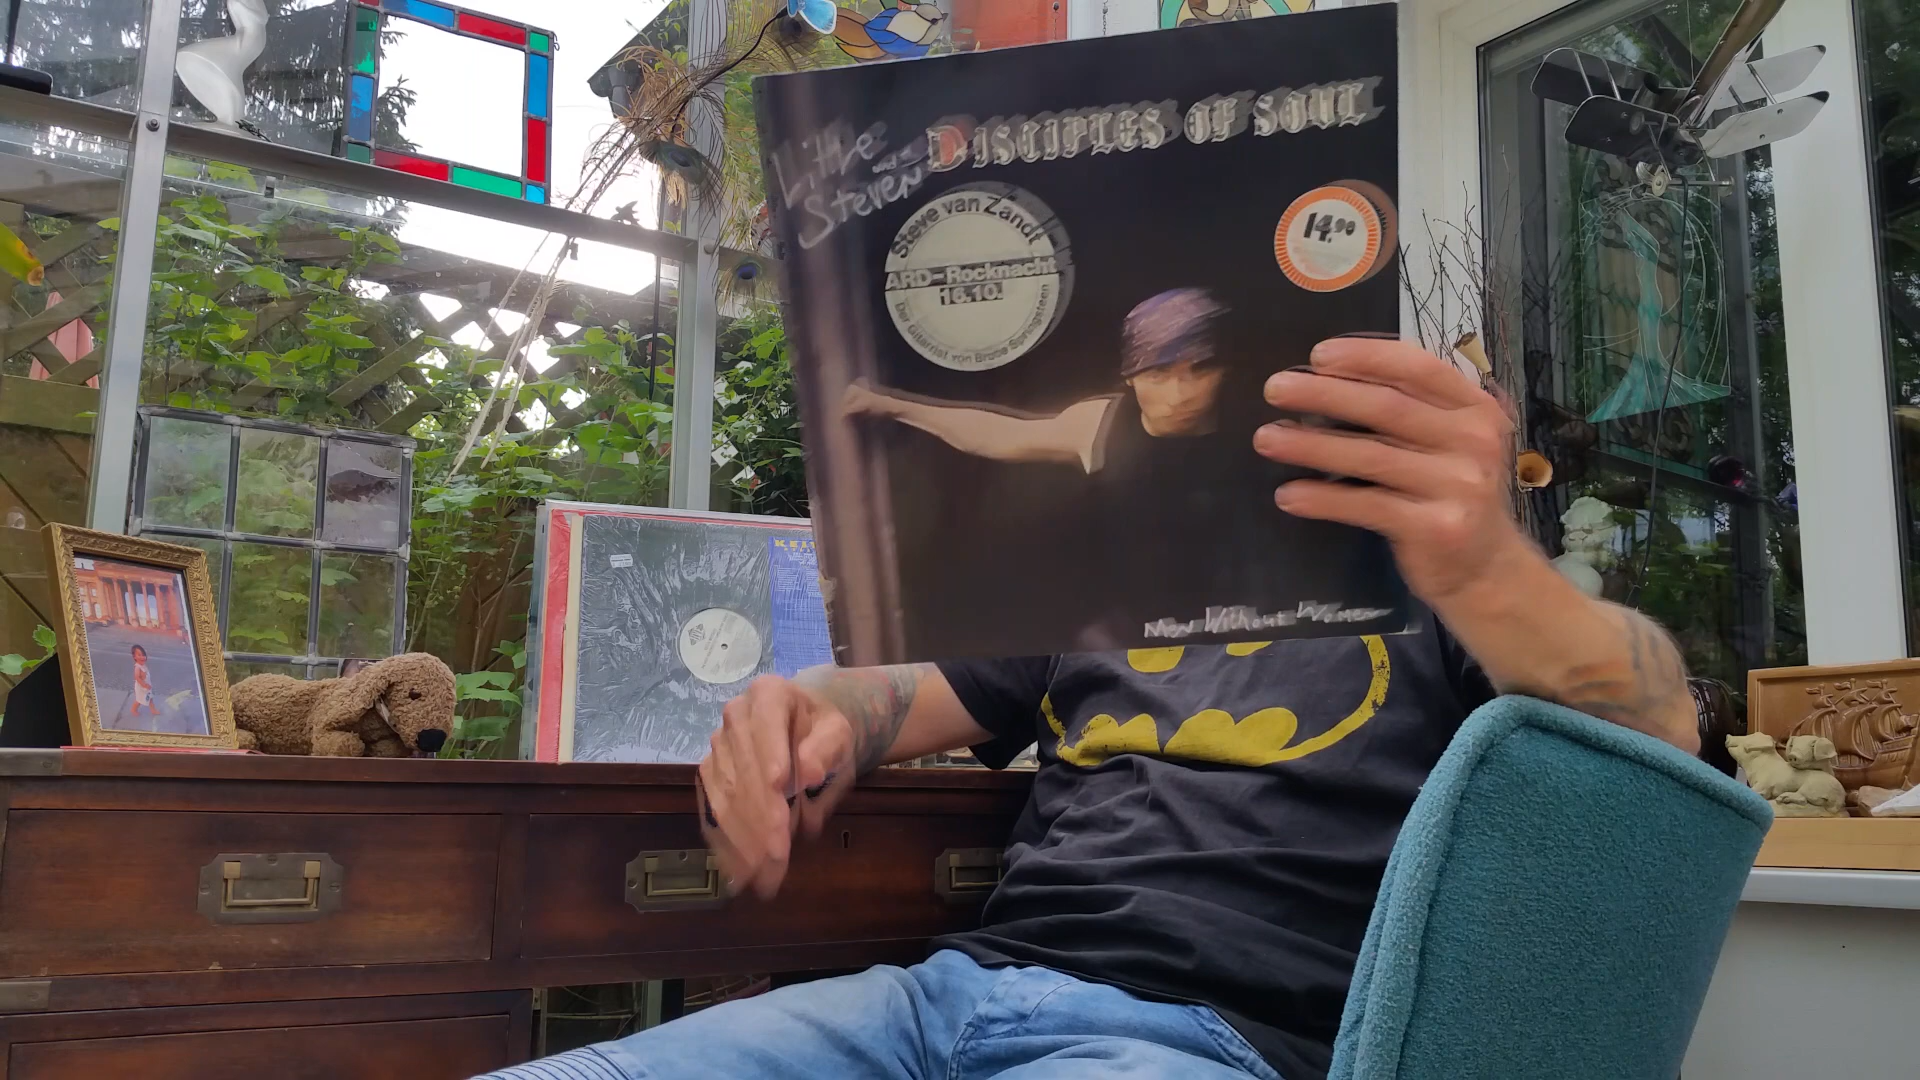 Little
Steven
and the
DISCIPLES OF SOUL
Steve van Zandt
ARD-Rocknacht
16.10.
Der Gitarrist von Bruce Springsteen
14.90
Men Without Women